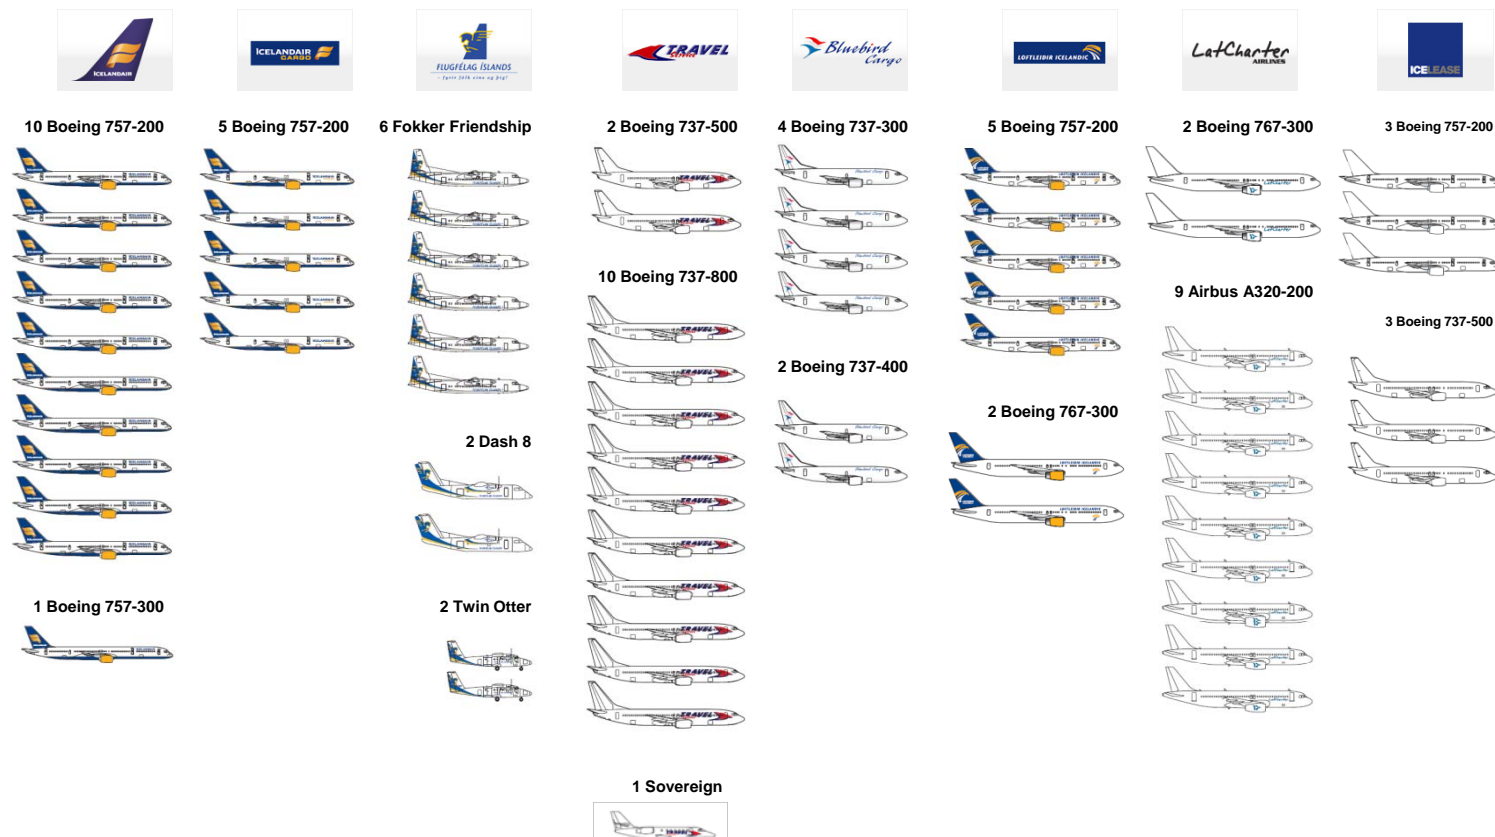 ICELANDAIR
ICELANDAIR
CARGO
FLUGFÉLAG ÍSLANDS
TRAVEL
SERVICE
Bluebird
Cargo
LOFTLEIDIR ICELANDIC
LatCharter
AIRLINES
ICELEASE
10 Boeing 757-200
5 Boeing 757-200
6 Fokker Friendship
2 Boeing 737-500
4 Boeing 737-300
5 Boeing 757-200
2 Boeing 767-300
3 Boeing 757-200
10 Boeing 737-800
9 Airbus A320-200
3 Boeing 737-500
2 Boeing 737-400
2 Boeing 767-300
2 Dash 8
1 Boeing 757-300
2 Twin Otter
1 Sovereign